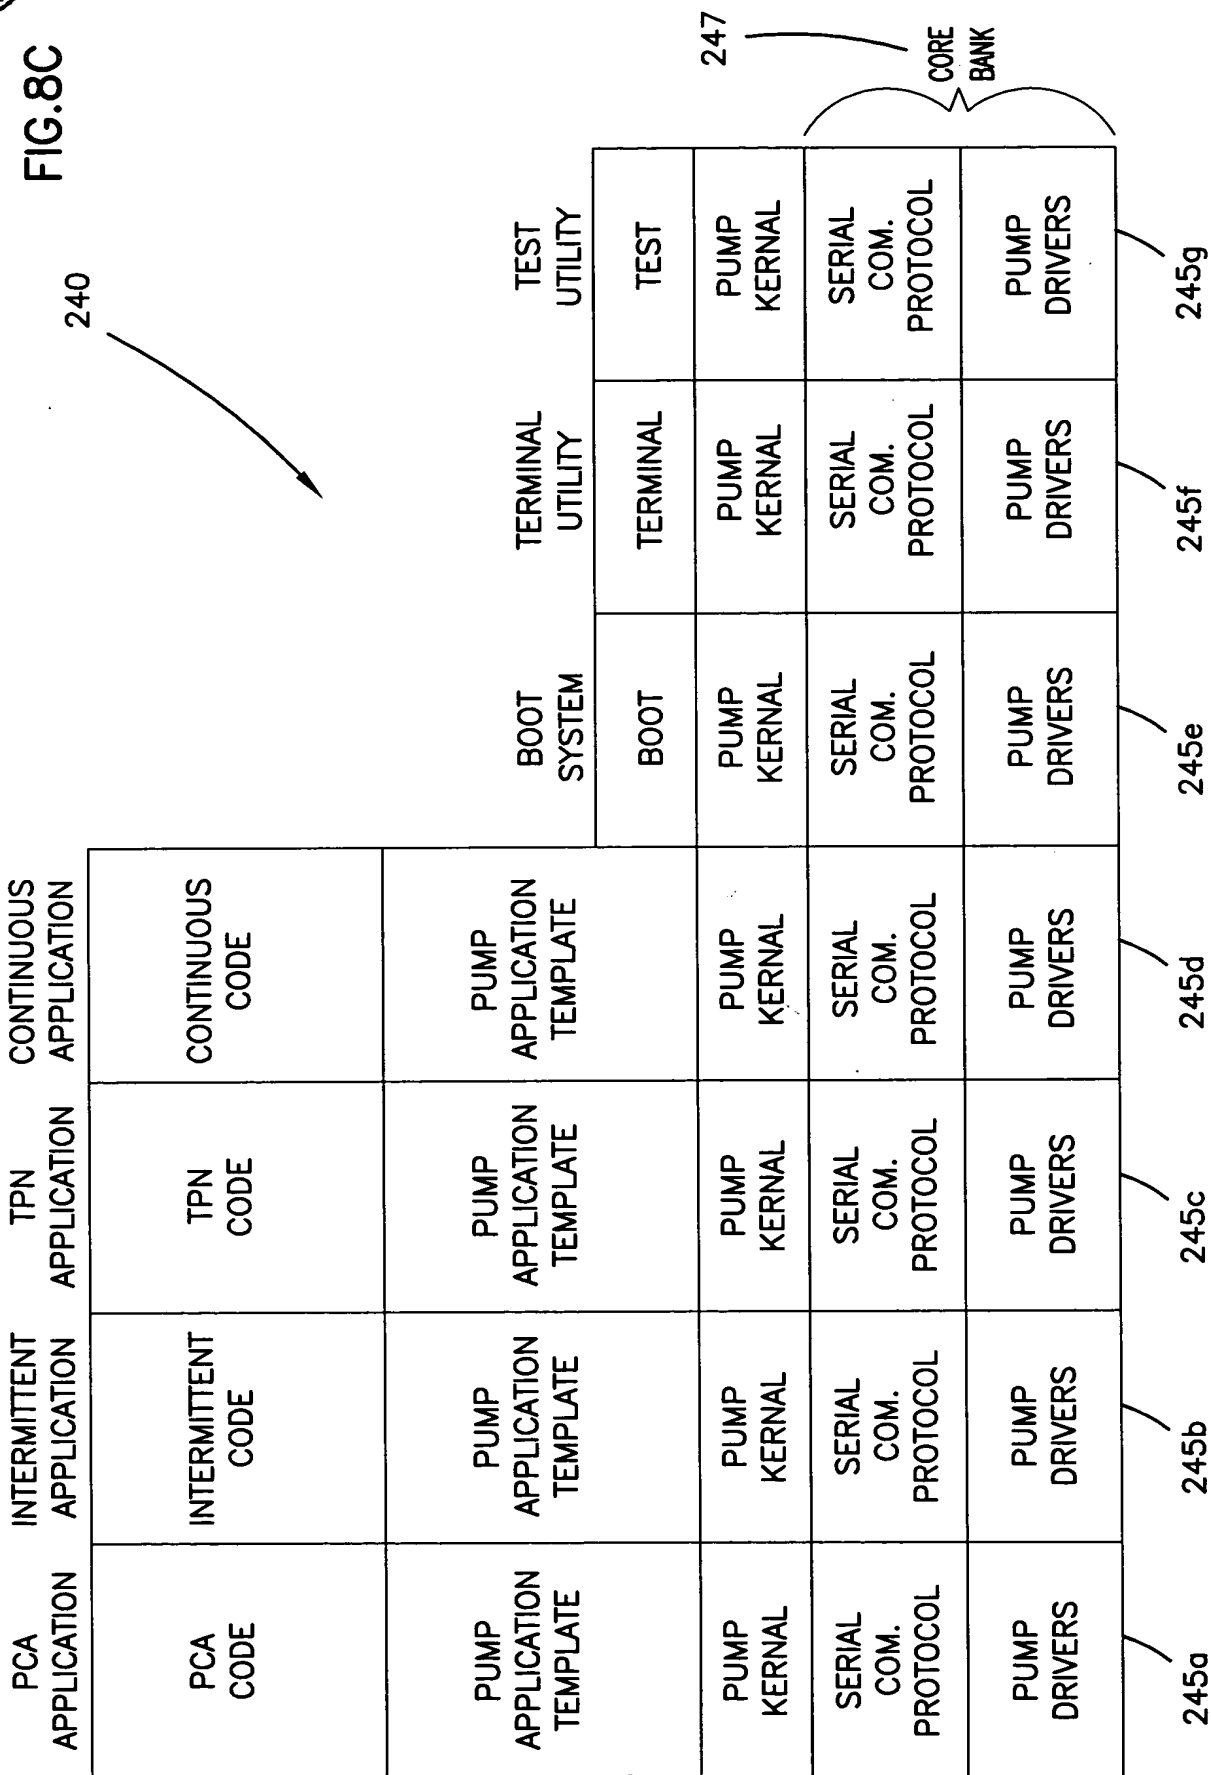 FIG.8C
240
PCA
APPLICATION
INTERMITTENT
APPLICATION
TPN
APPLICATION
CONTINUOUS
APPLICATION
BOOT
SYSTEM
TERMINAL
UTILITY
TEST
UTILITY
PCA
CODE
INTERMITTENT
CODE
TPN
CODE
CONTINUOUS
CODE
PUMP
APPLICATION
TEMPLATE
PUMP
APPLICATION
TEMPLATE
PUMP
APPLICATION
TEMPLATE
PUMP
APPLICATION
TEMPLATE
BOOT
TERMINAL
TEST
PUMP
KERNAL
PUMP
KERNAL
PUMP
KERNAL
PUMP
KERNAL
PUMP
KERNAL
PUMP
KERNAL
PUMP
KERNAL
247
SERIAL
COM.
PROTOCOL
SERIAL
COM.
PROTOCOL
SERIAL
COM.
PROTOCOL
SERIAL
COM.
PROTOCOL
SERIAL
COM.
PROTOCOL
SERIAL
COM.
PROTOCOL
SERIAL
COM.
PROTOCOL
CORE
BANK
PUMP
DRIVERS
PUMP
DRIVERS
PUMP
DRIVERS
PUMP
DRIVERS
PUMP
DRIVERS
PUMP
DRIVERS
PUMP
DRIVERS
245a
245b
245c
245d
245e
245f
245g